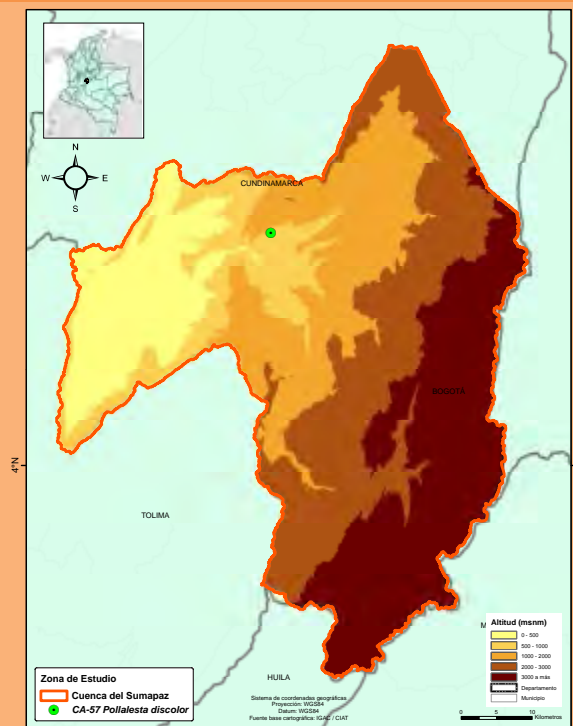 N
W
E
S
CUNDINAMARCA
BOGOTÁ
4°N
TOLIMA
M
HUILA
Altitud (msnm)
0 - 500
500 - 1000
1000 - 2000
2000 - 3000
3000 a más
Departamento
Municipio
Zona de Estudio
Cuenca del Sumapaz
CA-57 Pollalesta discolor
Sistema de coordenadas geográficas
Proyección: WGS84
Datum: WGS84
Fuente base cartográfica: IGAC / CIAT
0 5 10
Kilometros